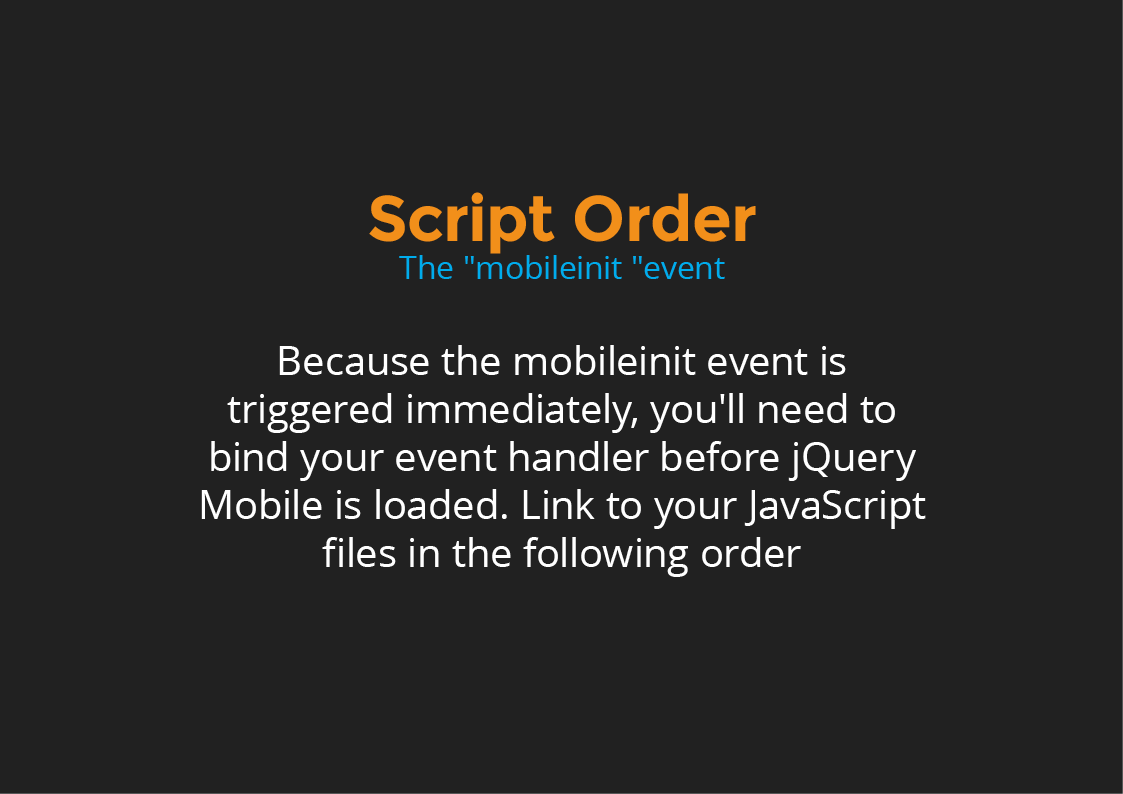 Script Order
The "mobileinit "event
Because the mobileinit event is
triggered immediately, you'll need to
bind your event handler before jQuery
Mobile is loaded. Link to your JavaScript
files in the following order